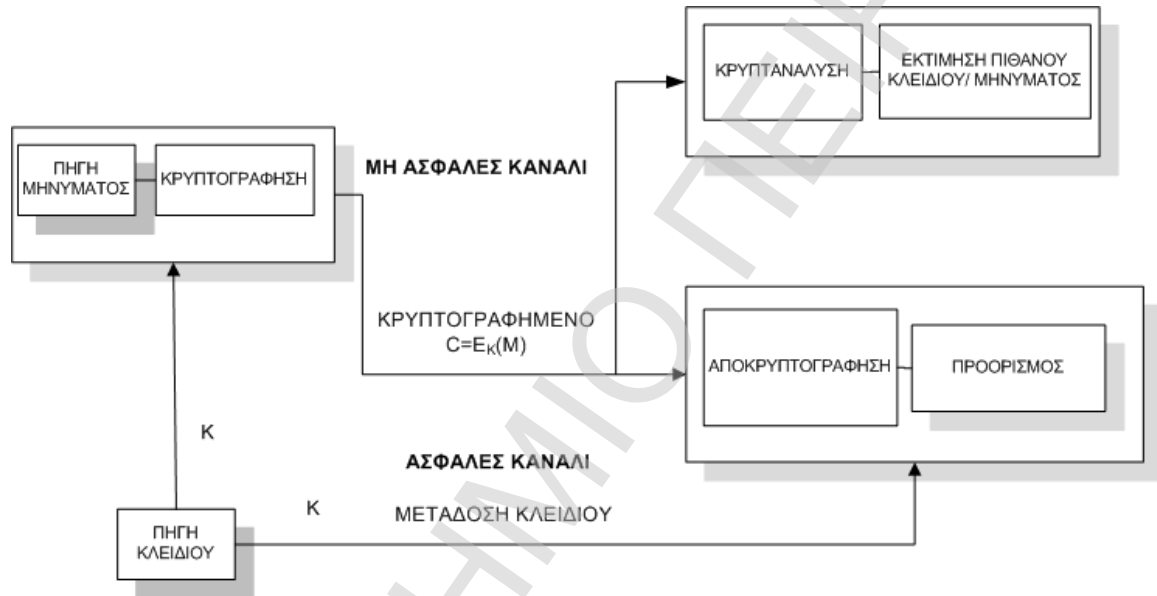 ΚΡΥΠΤΑΝΑΛΥΣΗ
ΕΚΤΙΜΗΣΗ ΠΙΘΑΝΟΥ
ΚΛΕΙΔΙΟΥ/ ΜΗΝΥΜΑΤΟΣ
ΠΗΓΗ
ΜΗΝΥΜΑΤΟΣ
ΚΡΥΠΤΟΓΡΑΦΗΣΗ
ΜΗ ΑΣΦΑΛΕΣ ΚΑΝΑΛΙ
ΚΡΥΠΤΟΓΡΑΦΗΜΕΝΟ
C=EK(M)
ΑΠΟΚΡΥΠΤΟΓΡΑΦΗΣΗ
ΠΡΟΟΡΙΣΜΟΣ
Κ
ΑΣΦΑΛΕΣ ΚΑΝΑΛΙ
Κ
ΜΕΤΑΔΟΣΗ ΚΛΕΙΔΙΟΥ
ΠΗΓΗ
ΚΛΕΙΔΙΟΥ